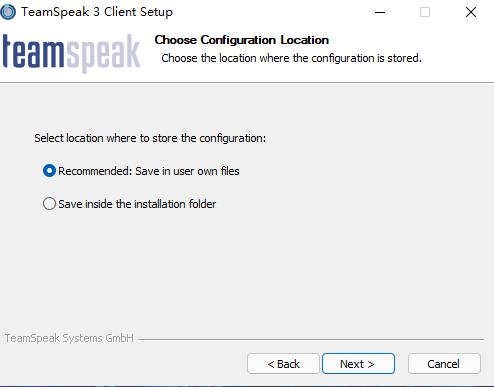 TeamSpeak 3 Client Setup
teamspeak
Choose Configuration Location
Choose the location where the configuration is stored.
Select location where to store the configuration:
Recommended: Save in user own files
Save inside the installation folder
TeamSpeak Systems GmbH
< Back
Next >
Cancel